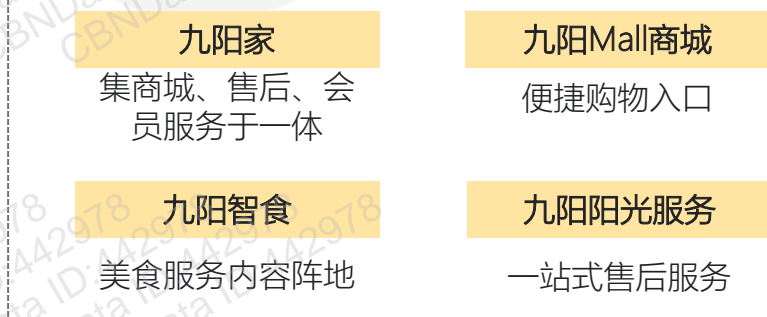 九阳家
九阳Mall商城
集商城、售后、会
员服务于一体
便捷购物入口
九阳智食
九阳阳光服务
美食服务内容阵地
一站式售后服务